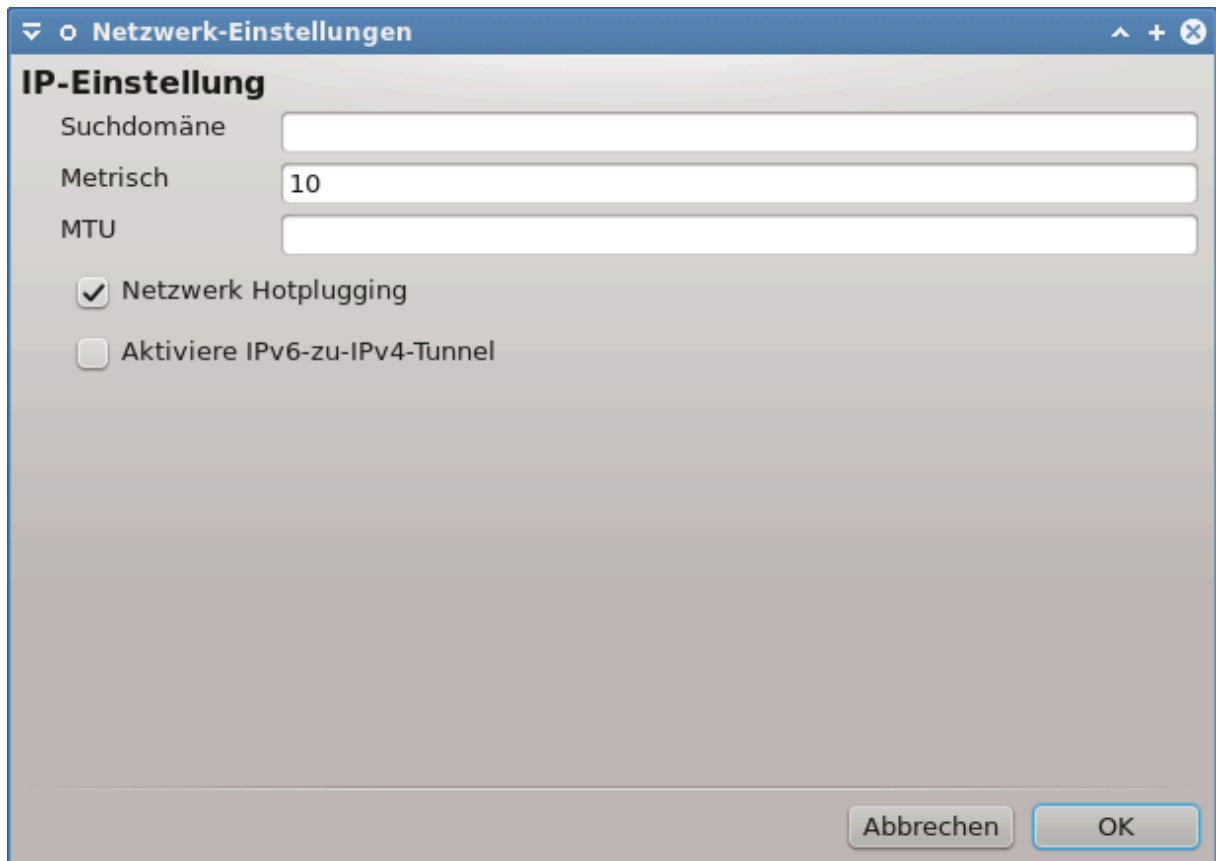 Netzwerk-Einstellungen
IP-Einstellung
Suchdomäne
Metrisch 10
MTU
Netzwerk Hotplugging
Aktiviere IPv6-zu-IPv4-Tunnel
Abbrechen OK